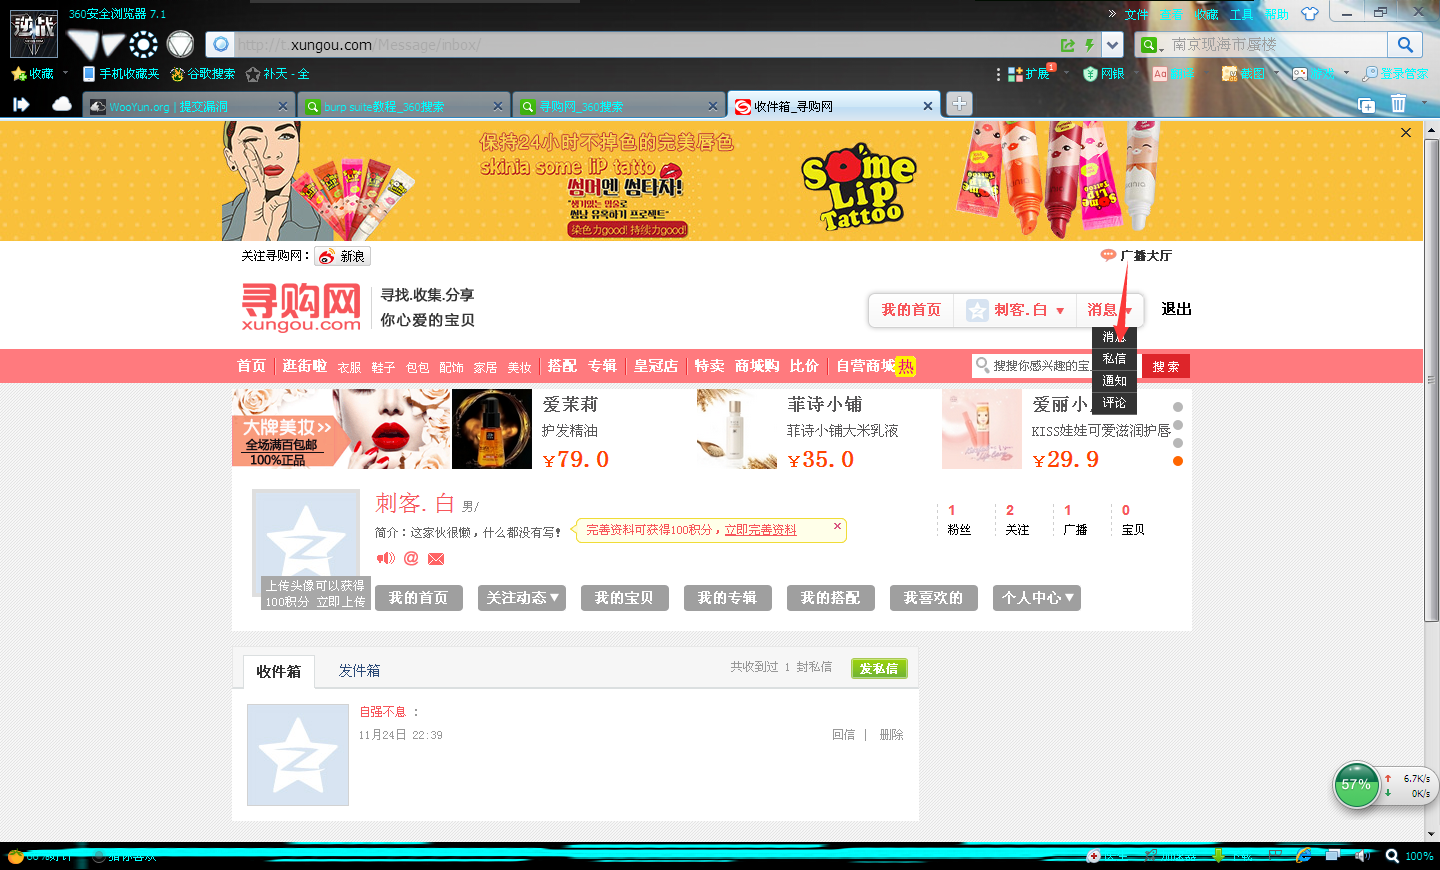 360安全浏览器 7.1
» 文件 查看 收藏 工具 帮助
http://t.xungou.com/Message/inbox/
南京现海市蜃楼
收藏 手机收藏夹 谷歌搜索 补天 - 全
扩展 1 网银 翻译 截图 游戏 登录管家
WooYun.org | 提交漏洞
burp suite教程_360搜索
寻购网_360搜索
收件箱_寻购网
保持24小时不掉色的完美唇色
skinia some lip tatto
썸머엔 썸타자!
"생기있는 입술로
썸남 유혹하기 프로젝트"
染色力good! 持续力good!
Some Lip Tattoo
关注寻购网: 新浪
广播大厅
寻购网
xungou.com
寻找.收集.分享
你心爱的宝贝
我的首页 刺客.白 ▼ 消息 ▼ 退出
消息
私信
通知
评论
首页 逛街啦 衣服 鞋子 包包 配饰 家居 美妆 搭配 专辑 皇冠店 特卖 商城购 比价 自营商城 热
搜搜你感兴趣的宝 搜 索
大牌美妆>>
全场满百包邮
100%正品
爱茉莉
护发精油
¥79.0
菲诗小铺
菲诗小铺大米乳液
¥35.0
爱丽小
KISS娃娃可爱滋润护唇
¥29.9
刺客.白 男/
简介:这家伙很懒,什么都没有写!
完善资料可获得100积分,立即完善资料
1 2 1 0
粉丝 关注 广播 宝贝
上传头像可以获得
100积分 立即上传
我的首页 关注动态▼ 我的宝贝 我的专辑 我的搭配 我喜欢的 个人中心▼
收件箱 发件箱 共收到过 1 封私信 发私信
自强不息 :
11月24日 22:39 回信 | 删除
57%
6.7K/s
0K/s
100%